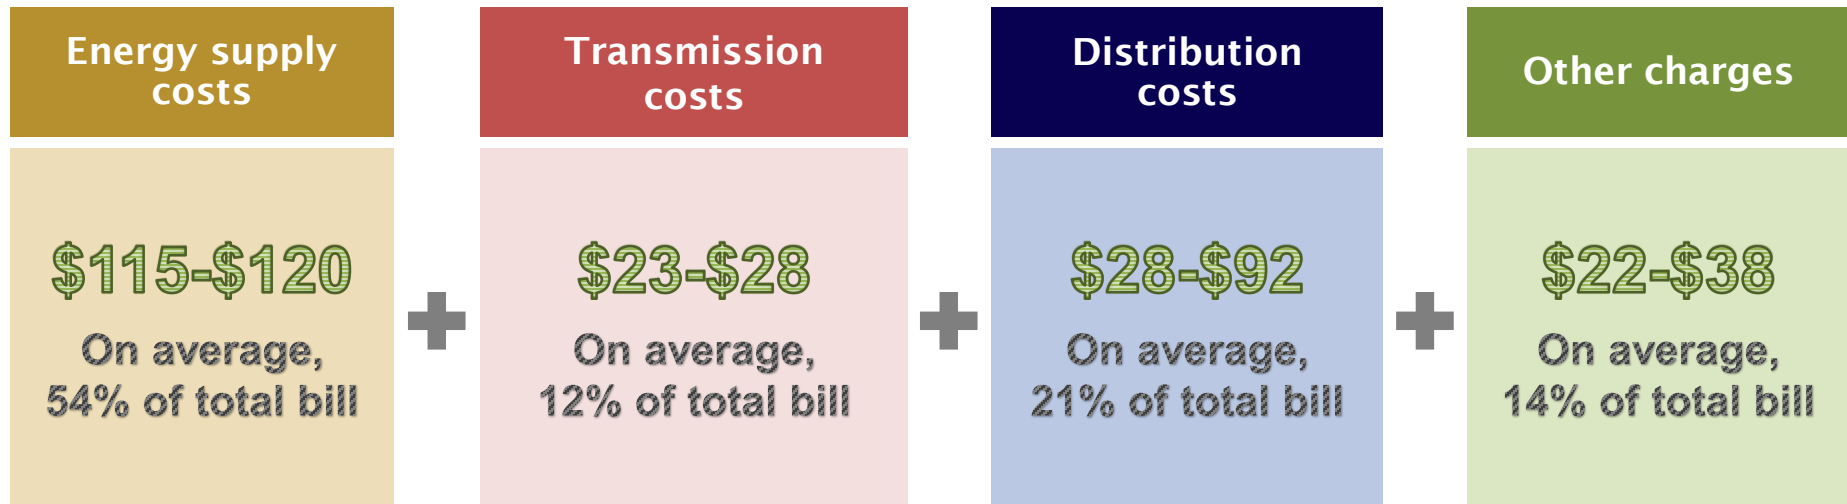 Energy supply
costs
$115-$120
On average,
54% of total bill
Transmission
costs
$23-$28
On average,
12% of total bill
Distribution
costs
$28-$92
On average,
21% of total bill
Other charges
$22-$38
On average,
14% of total bill